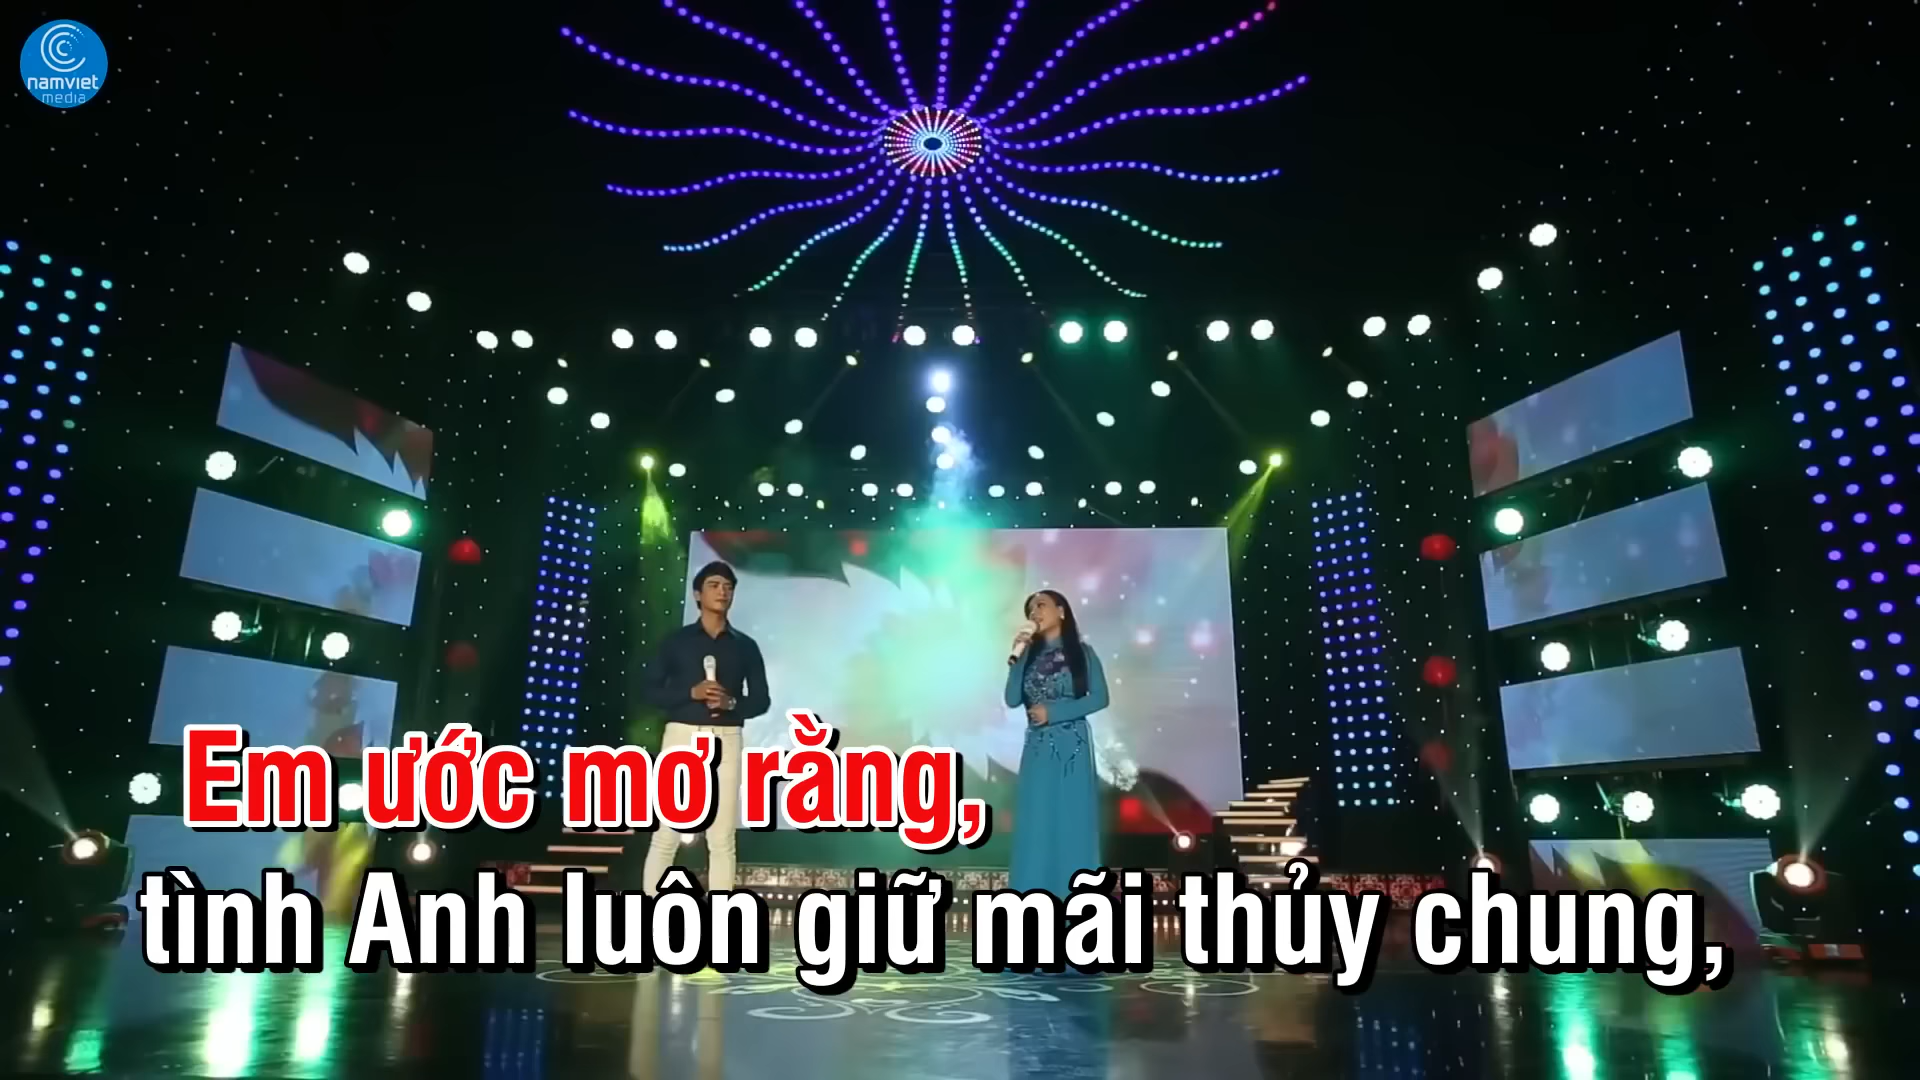 namviet
media
Em ước mơ rằng,
tình Anh luôn giữ mãi thủy chung,